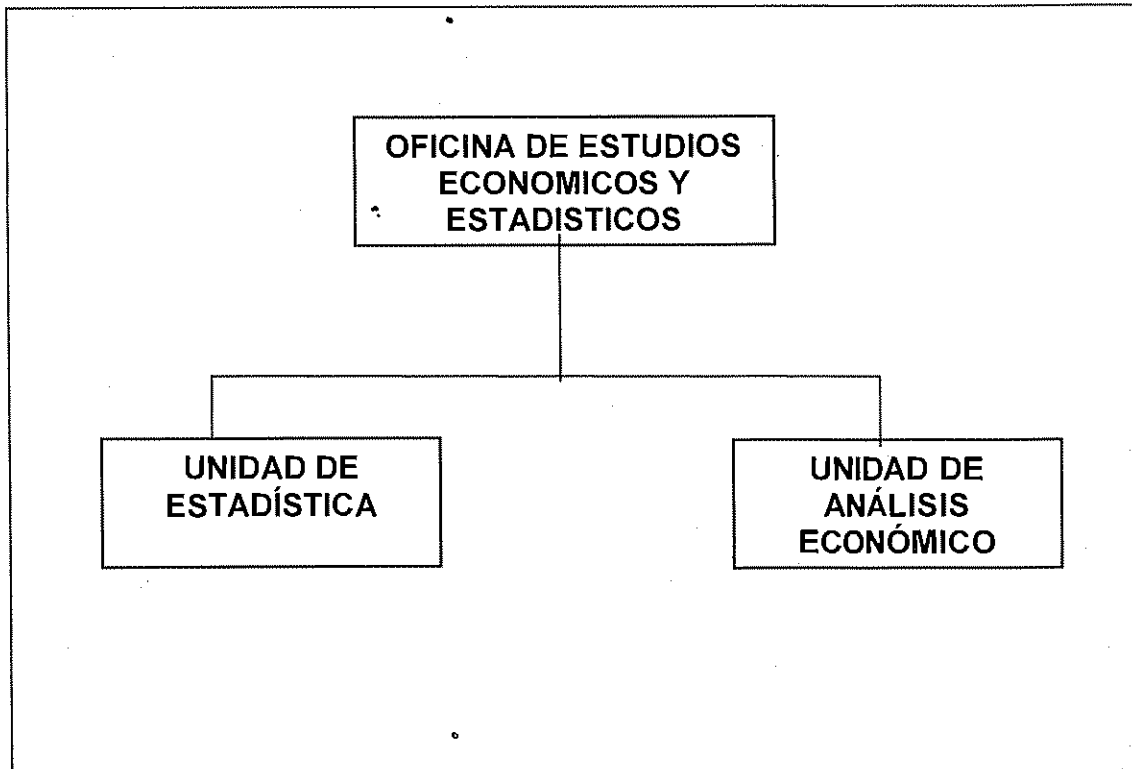 OFICINA DE ESTUDIOS
ECONOMICOS Y
ESTADISTICOS
UNIDAD DE
ESTADÍSTICA
UNIDAD DE
ANÁLISIS
ECONÓMICO